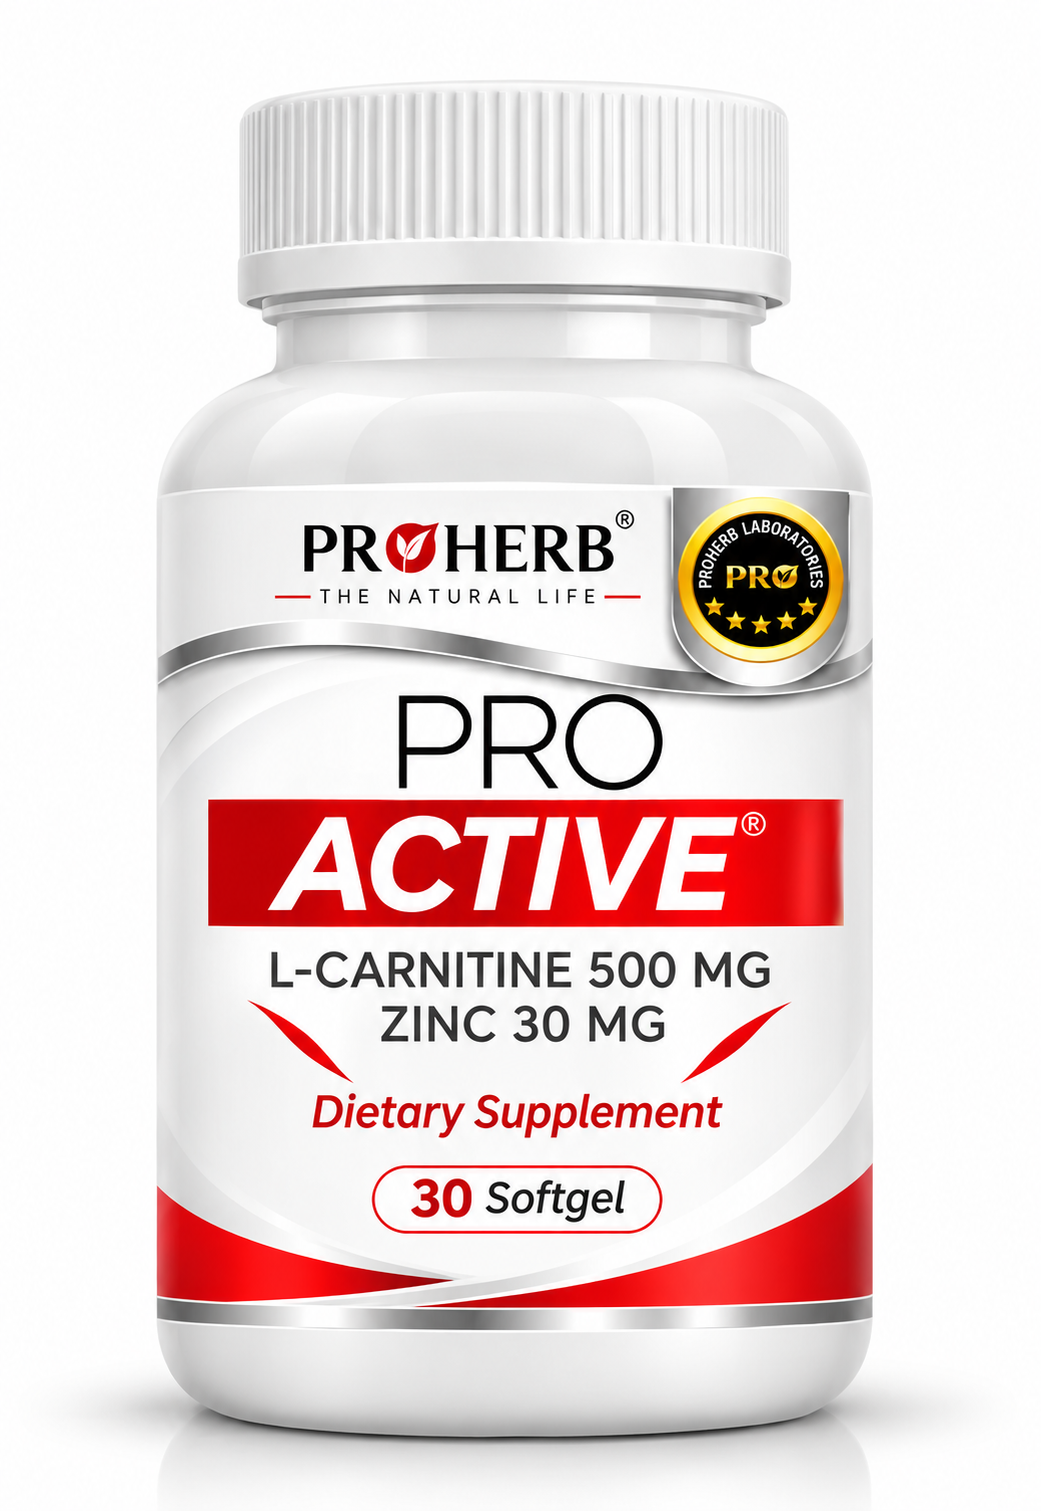 PROHERB®
THE NATURAL LIFE
PROHERB LABORATORIES
PRO
PRO
ACTIVE®
L-CARNITINE 500 MG
ZINC 30 MG
Dietary Supplement
30 Softgel